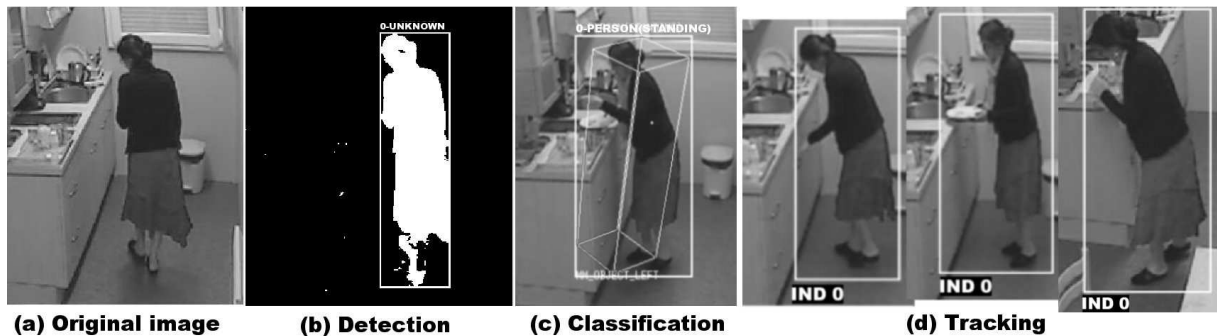 0-UNKNOWN
0-PERSON(STANDING)
IND 0
IND 0
IND 0
(a) Original image
(b) Detection
(c) Classification
(d) Tracking